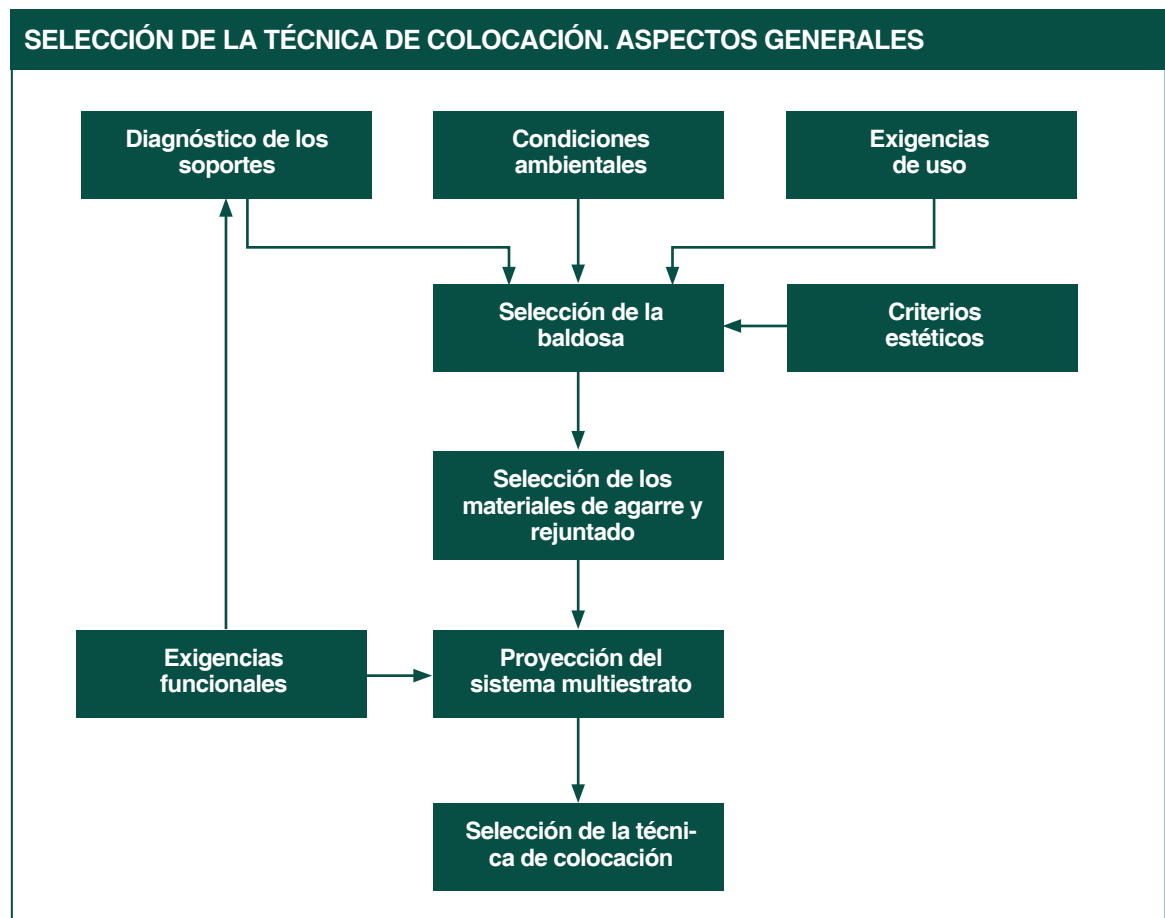 SELECCIÓN DE LA TÉCNICA DE COLOCACIÓN. ASPECTOS GENERALES
Diagnóstico de los
soportes
Condiciones
ambientales
Exigencias
de uso
Selección de la
baldosa
Criterios
estéticos
Selección de los
materiales de agarre y
rejuntado
Exigencias
funcionales
Proyección del
sistema multiestrato
Selección de la técni-
ca de colocación